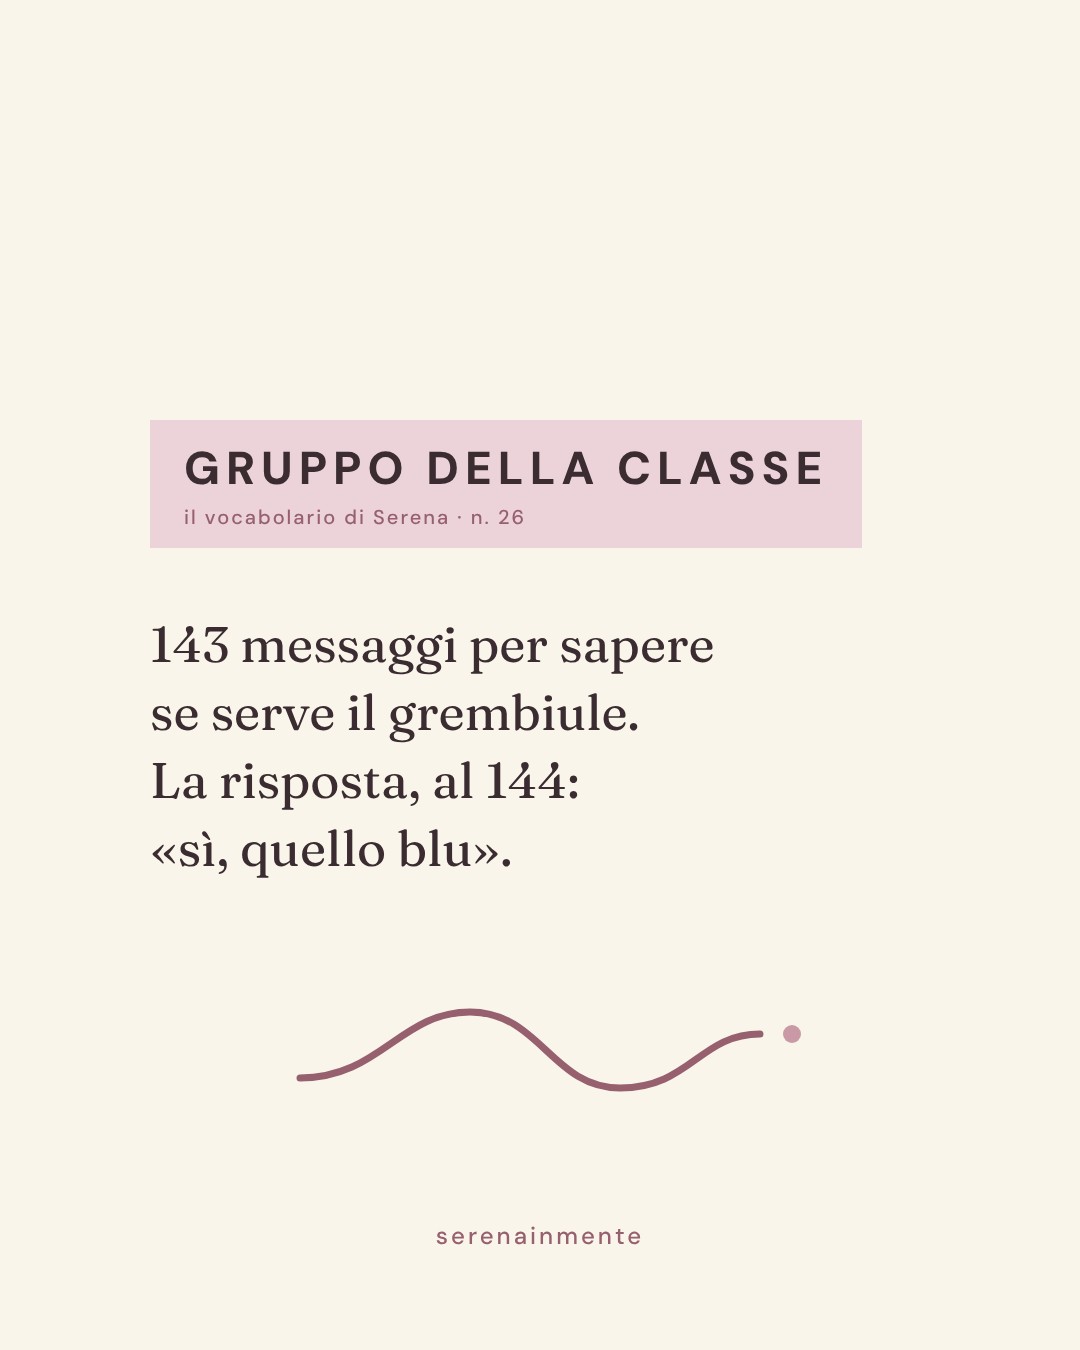 GRUPPO DELLA CLASSE
il vocabolario di Serena · n. 26
143 messaggi per sapere
se serve il grembiule.
La risposta, al 144:
«sì, quello blu».
serenainmente